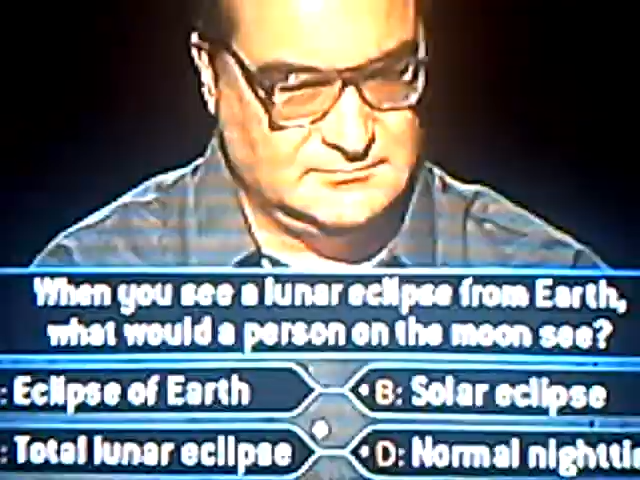 When you see a lunar eclipse from Earth,
what would a person on the moon see?
: Eclipse of Earth
B: Solar eclipse
: Total lunar eclipse
D: Normal